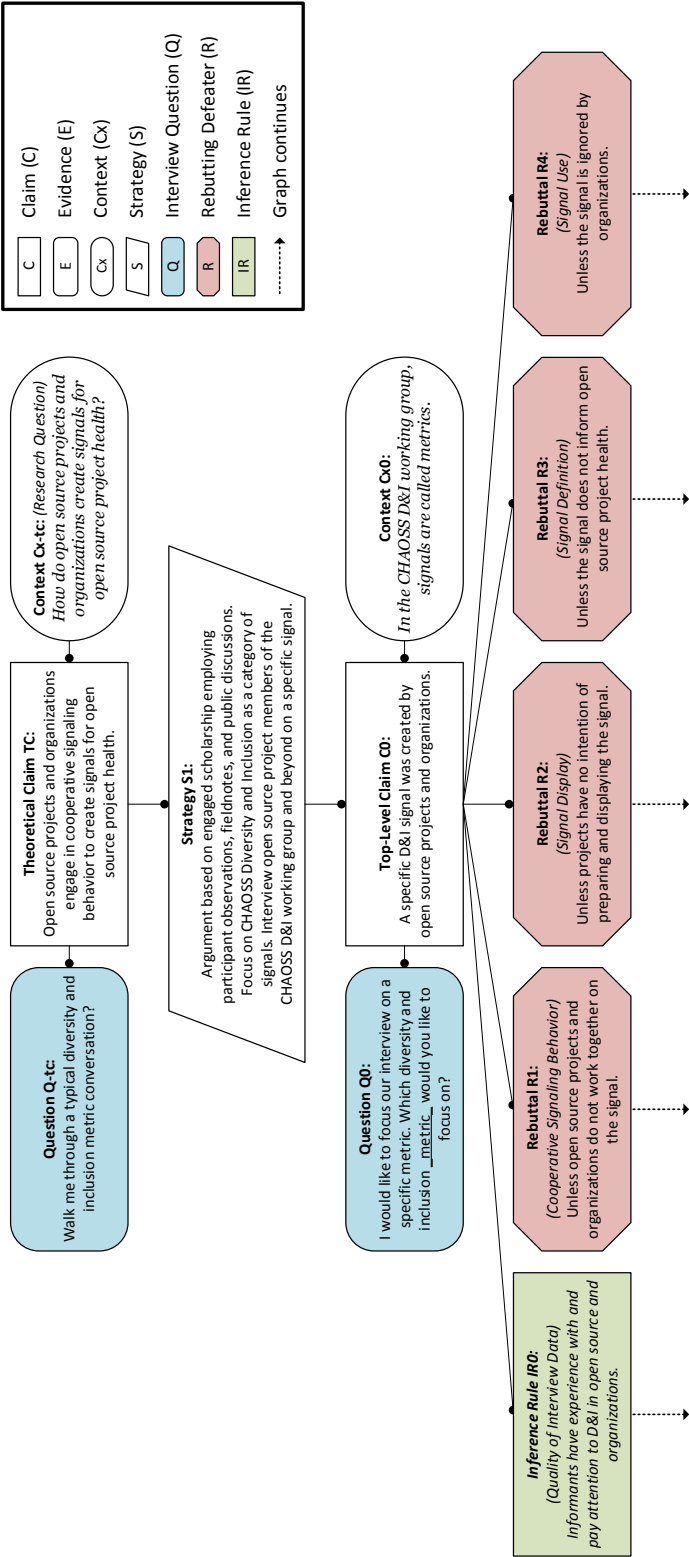 Question Q-tc:
Walk me through a typical diversity and
inclusion metric conversation?
Theoretical Claim TC:
Open source projects and organizations
engage in cooperative signaling
behavior to create signals for open
source project health.
Context Cx-tc: (Research Question)
How do open source projects and
organizations create signals for
open source project health?
C
Claim (C)
E
Evidence (E)
Cx
Context (Cx)
S
Strategy (S)
Q
Interview Question (Q)
R
Rebutting Defeater (R)
IR
Inference Rule (IR)
Graph continues
Strategy S1:
Argument based on engaged scholarship employing
participant observations, fieldnotes, and public discussions.
Focus on CHAOSS Diversity and Inclusion as a category of
signals. Interview open source project members of the
CHAOSS D&I working group and beyond on a specific signal.
Question Q0:
I would like to focus our interview on a
specific metric. Which diversity and
inclusion _metric_ would you like to
focus on?
Top-Level Claim C0:
A specific D&I signal was created by
open source projects and organizations.
Context Cx0:
In the CHAOSS D&I working group,
signals are called metrics.
Inference Rule IR0:
(Quality of Interview Data)
Informants have experience with and
pay attention to D&I in open source and
organizations.
Rebuttal R1:
(Cooperative Signaling Behavior)
Unless open source projects and
organizations do not work together on
the signal.
Rebuttal R2:
(Signal Display)
Unless projects have no intention of
preparing and displaying the signal.
Rebuttal R3:
(Signal Definition)
Unless the signal does not inform open
source project health.
Rebuttal R4:
(Signal Use)
Unless the signal is ignored by
organizations.